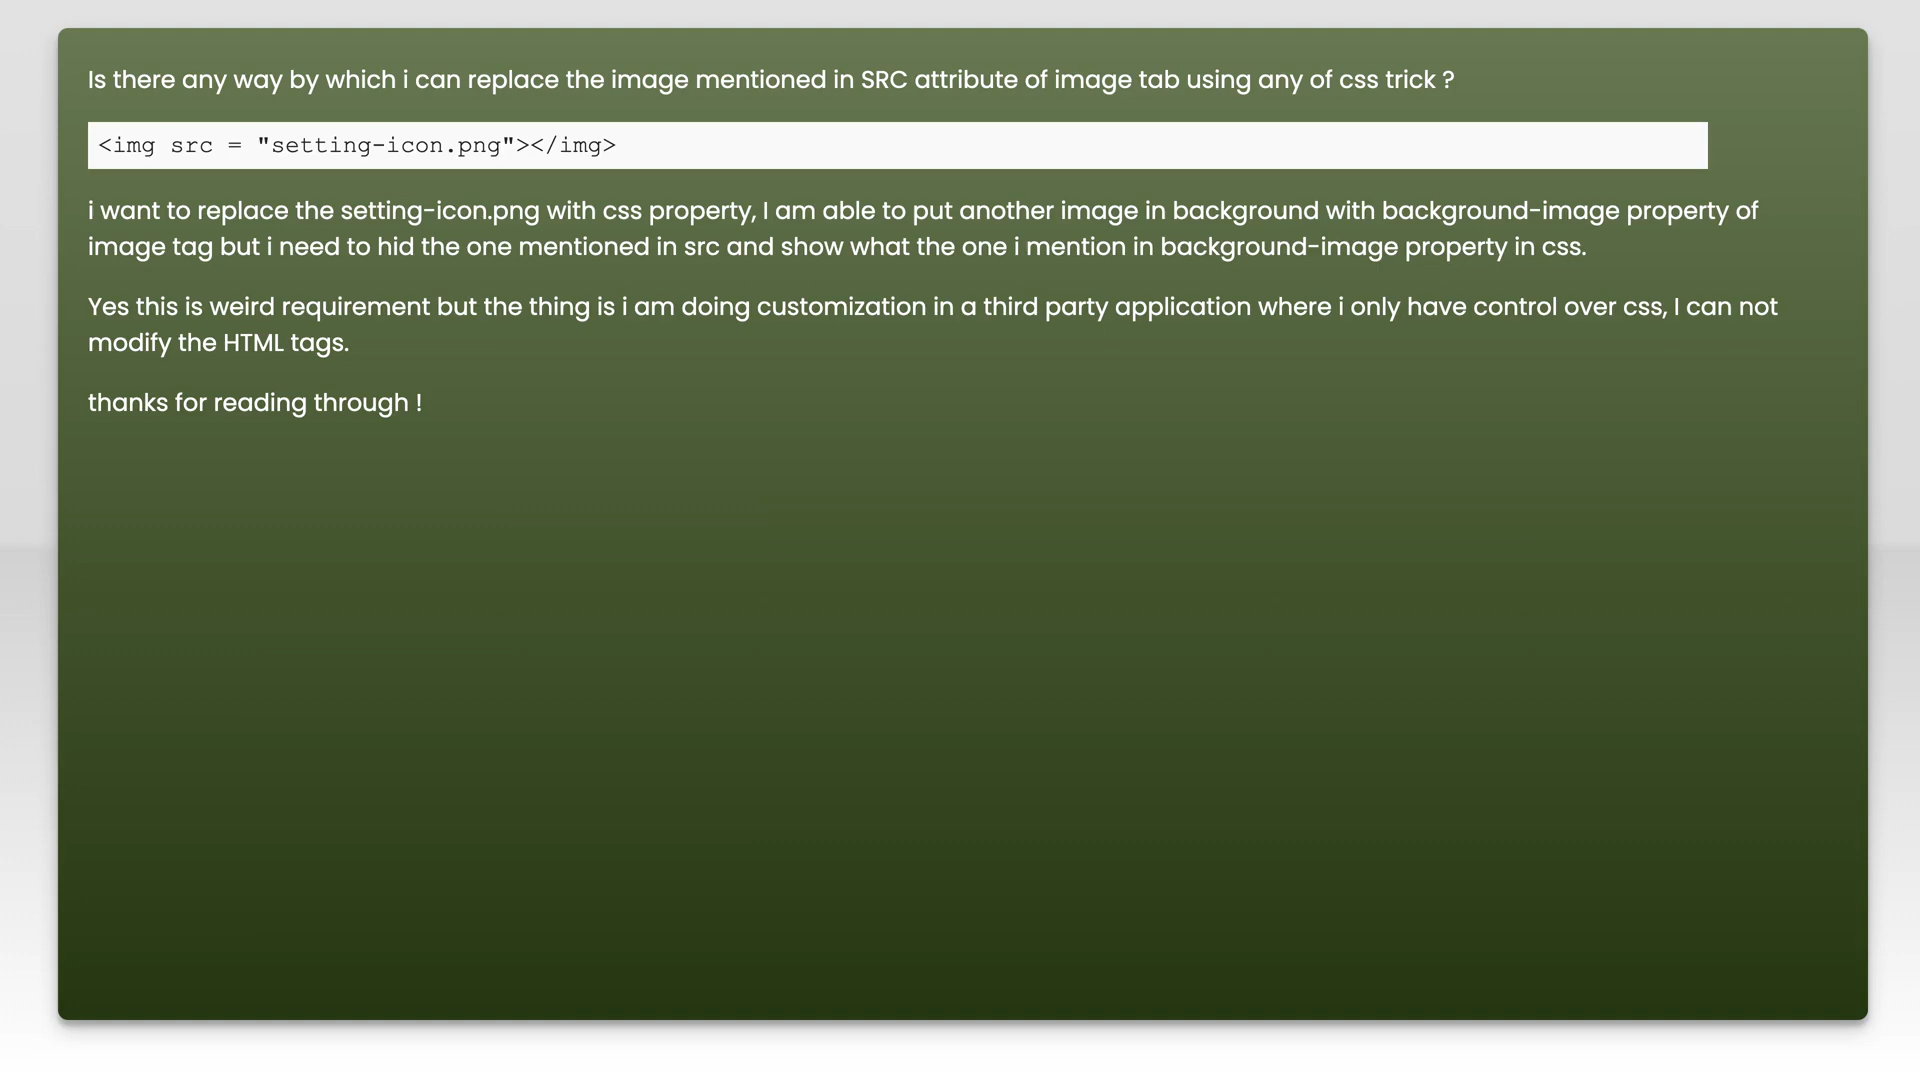 Is there any way by which i can replace the image mentioned in SRC attribute of image tab using any of css trick ?
<img src = "setting-icon.png"></img>
i want to replace the setting-icon.png with css property, I am able to put another image in background with background-image property of
image tag but i need to hid the one mentioned in src and show what the one i mention in background-image property in css.
Yes this is weird requirement but the thing is i am doing customization in a third party application where i only have control over css, I can not
modify the HTML tags.
thanks for reading through !